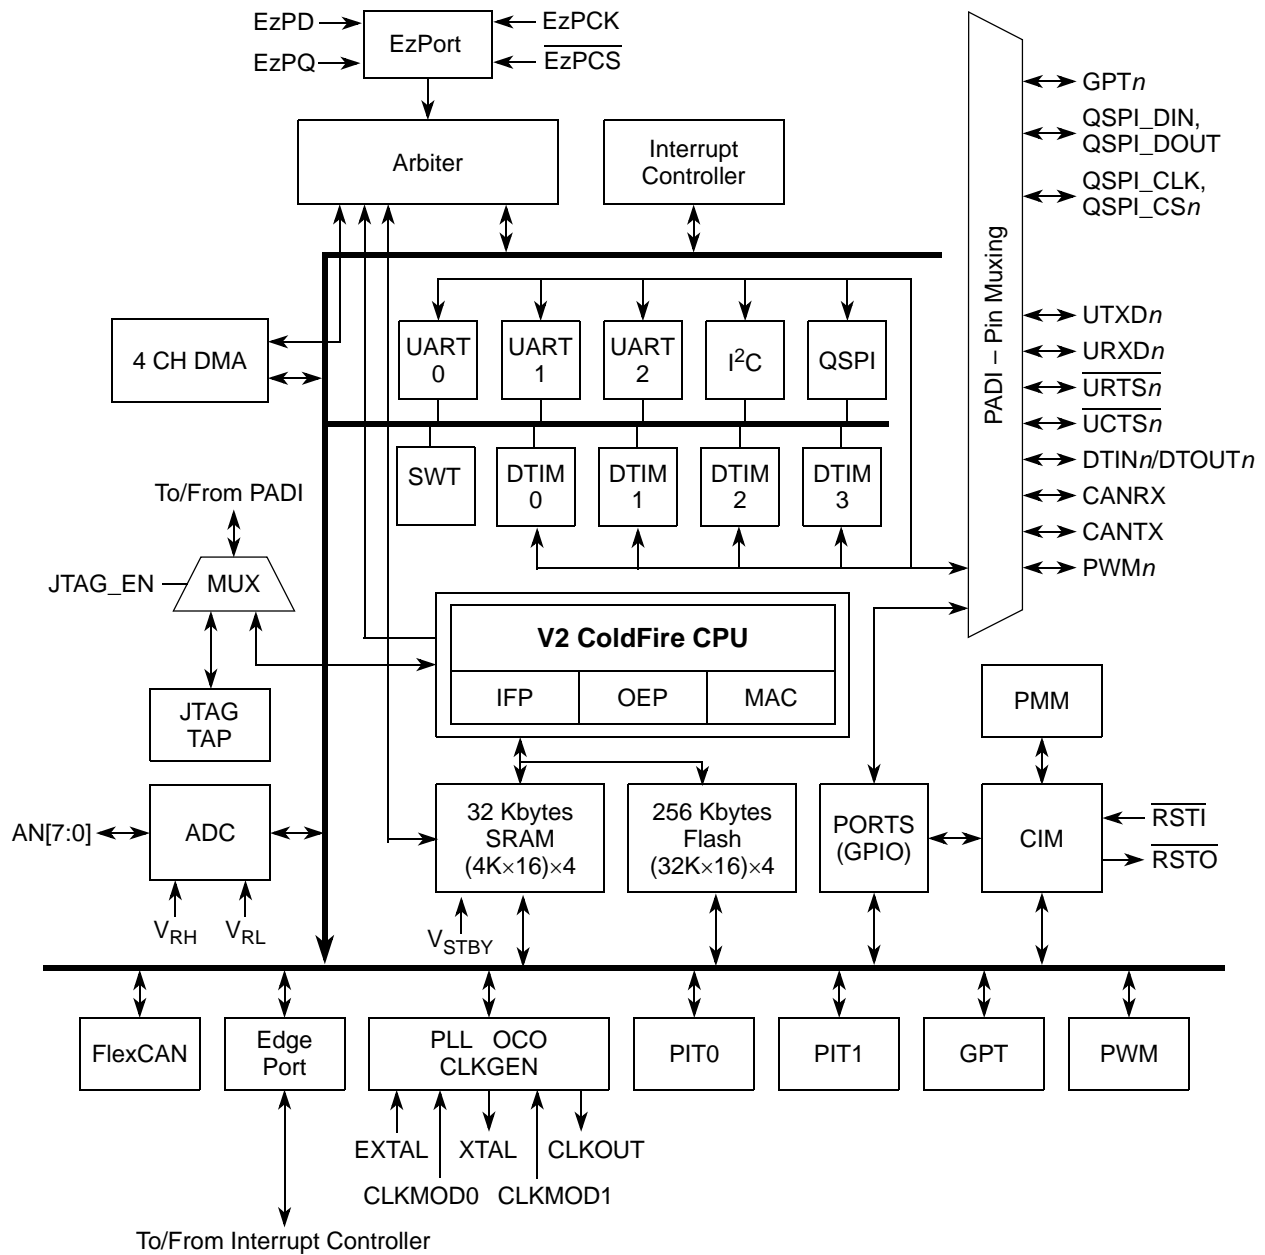 EzPD
EzPQ
EzPort
EzPCK
EzPCS
Arbiter
Interrupt
Controller
GPTn
QSPI_DIN,
QSPI_DOUT
QSPI_CLK,
QSPI_CSn
PADI – Pin Muxing
UTXDn
URXDn
URTSn
UCTSn
DTINn/DTOUTn
CANRX
CANTX
PWMn
4 CH DMA
UART
0
UART
1
UART
2
I²C
QSPI
SWT
DTIM
0
DTIM
1
DTIM
2
DTIM
3
To/From PADI
JTAG_EN
MUX
JTAG
TAP
V2 ColdFire CPU
IFP
OEP
MAC
PMM
AN[7:0]
ADC
VRH
VRL
32 Kbytes
SRAM
(4K×16)×4
VSTBY
256 Kbytes
Flash
(32K×16)×4
PORTS
(GPIO)
CIM
RSTI
RSTO
FlexCAN
Edge
Port
PLL OCO
CLKGEN
PIT0
PIT1
GPT
PWM
EXTAL
XTAL
CLKOUT
CLKMOD0
CLKMOD1
To/From Interrupt Controller